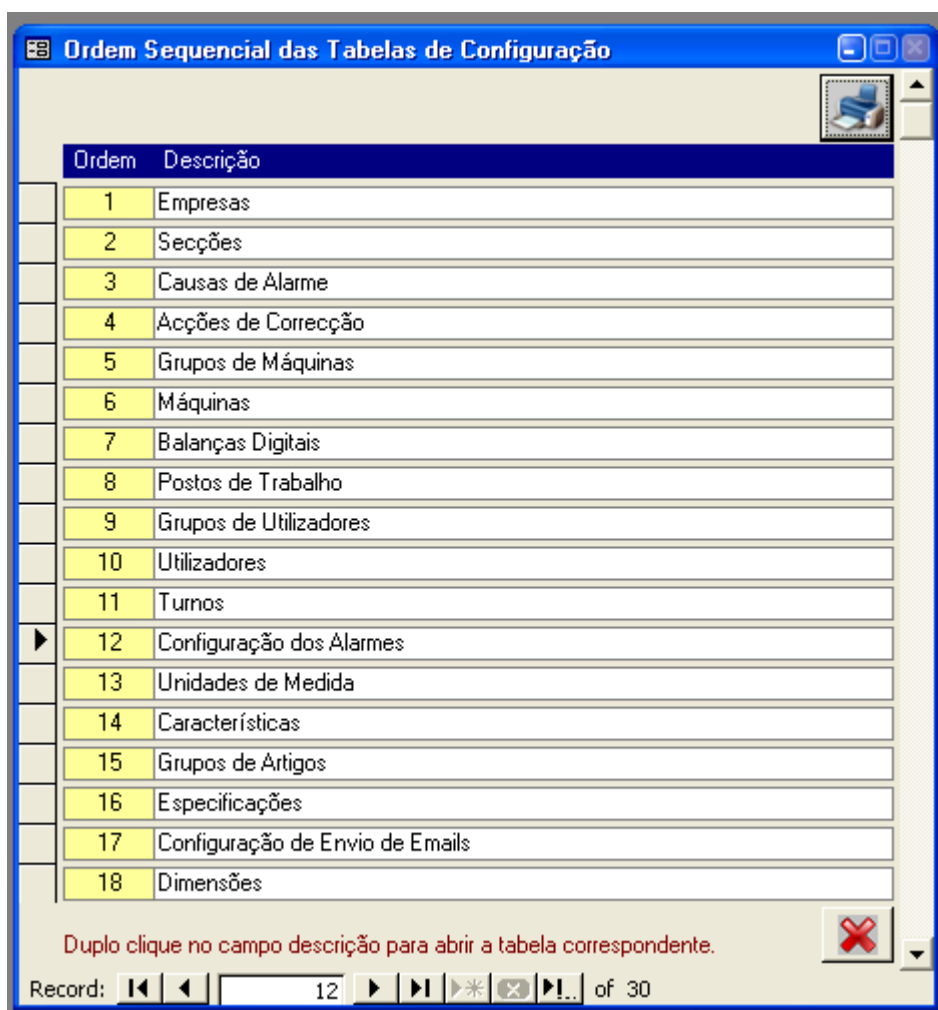 Ordem Sequencial das Tabelas de Configuração
Ordem Descrição
1 Empresas
2 Secções
3 Causas de Alarme
4 Acções de Correcção
5 Grupos de Máquinas
6 Máquinas
7 Balanças Digitais
8 Postos de Trabalho
9 Grupos de Utilizadores
10 Utilizadores
11 Turnos
12 Configuração dos Alarmes
13 Unidades de Medida
14 Características
15 Grupos de Artigos
16 Especificações
17 Configuração de Envio de Emails
18 Dimensões
Duplo clique no campo descrição para abrir a tabela correspondente.
Record: 12 of 30